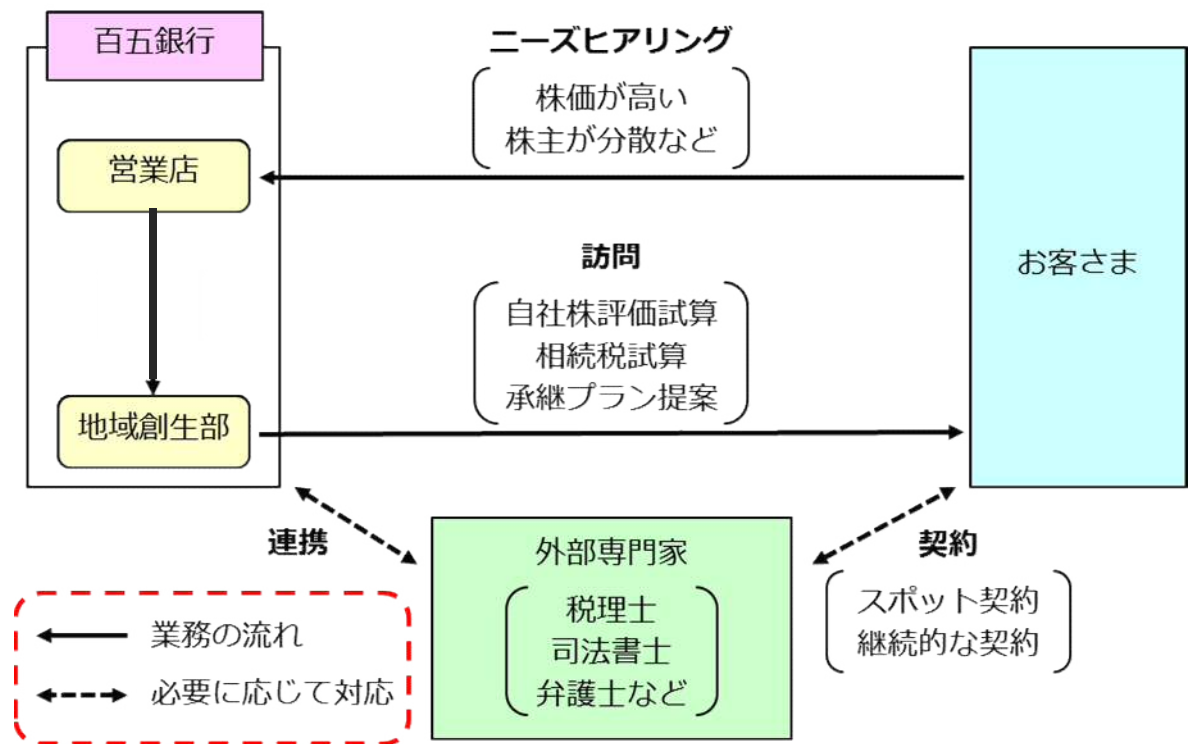 百五銀行
ニーズヒアリング
株価が高い
株主が分散など
営業店
お客さま
訪問
自社株評価試算
相続税試算
承継プラン提案
地域創生部
連携
外部専門家
税理士
司法書士
弁護士など
契約
スポット契約
継続的な契約
業務の流れ
必要に応じて対応